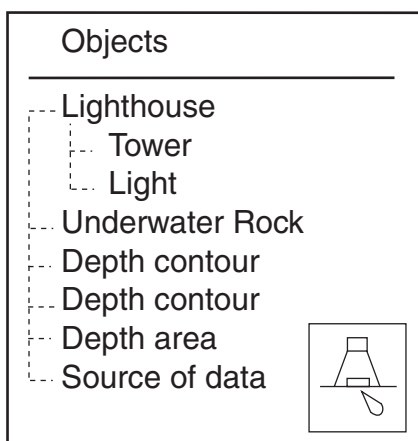 Objects
Lighthouse
Tower
Light
Underwater Rock
Depth contour
Depth contour
Depth area
Source of data